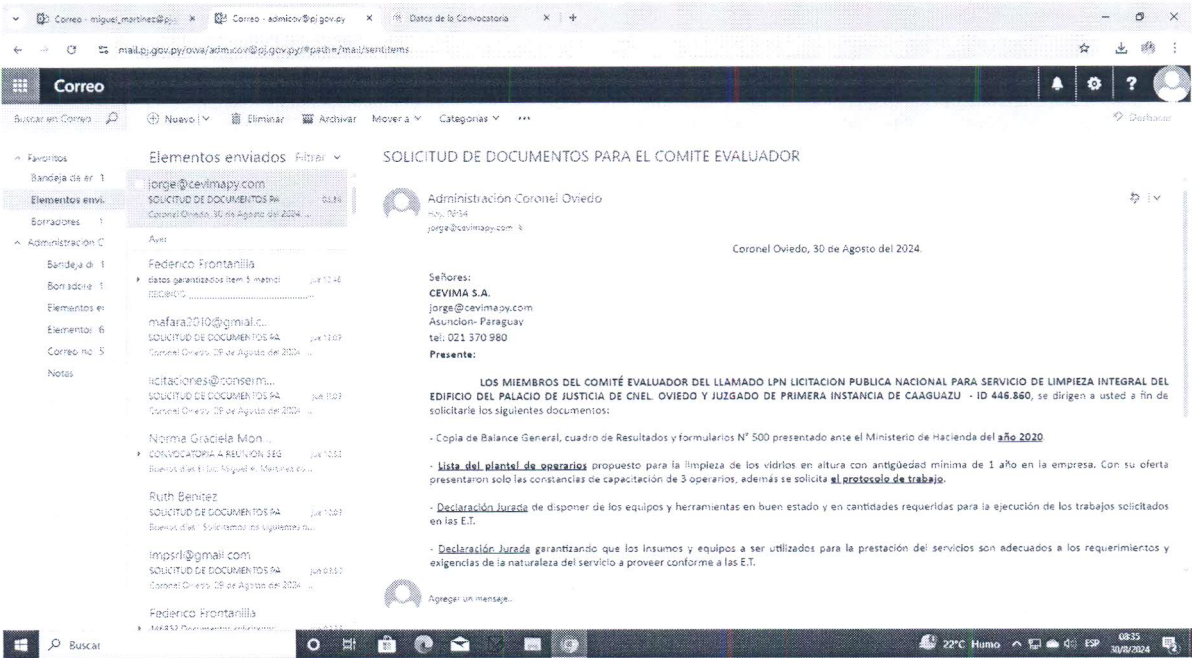 Correo - miguel_martinez@pj.
Correo - admicov@pj.gov.py
Datos de la Convocatoria
mail.pj.gov.py/owa/admicov@pj.gov.py/#path=/mail/sentitems
Correo
Buscar en Correo
Nuevo
Eliminar
Archivar
Mover a
Categorías
Deshacer
Favoritos
Bandeja de er 1
Elementos envi.
Borradores 1
Administración C
Bandeja di 1
Borradore 1
Elementos e
Elementos 6
Correo no 5
Notas
Elementos enviados
Filtrar
jorge@cevimapy.com
SOLICITUD DE DOCUMENTOS PA
Coronel Oviedo, 30 de Agosto del 2024. ...
Ayer
Federico Frontanilla
datos garantizados item 5 matrici
RECIBIDO
mafara2010@gmial.c...
SOLICITUD DE DOCUMENTOS PA
Coronel Oviedo, 29 de Agosto del 2024 ...
licitaciones@conserm...
SOLICITUD DE DOCUMENTOS PA
Coronel Oviedo, 29 de Agosto del 2024 ...
Norma Graciela Mon...
CONVOCATORIA A REUNION SEG
Ruth Benitez
SOLICITUD DE DOCUMENTOS PA
impsrl@gmail.com
SOLICITUD DE DOCUMENTOS PA
Coronel Oviedo, 29 de Agosto del 2024 ...
Federico Frontanilla
SOLICITUD DE DOCUMENTOS PARA EL COMITE EVALUADOR
Administración Coronel Oviedo
jorge@cevimapy.com
Coronel Oviedo, 30 de Agosto del 2024.
Señores:
CEVIMA S.A.
jorge@cevimapy.com
Asuncion- Paraguay
tel: 021 370 980
Presente:
LOS MIEMBROS DEL COMITÉ EVALUADOR DEL LLAMADO LPN LICITACION PUBLICA NACIONAL PARA SERVICIO DE LIMPIEZA INTEGRAL DEL
EDIFICIO DEL PALACIO DE JUSTICIA DE CNEL. OVIEDO Y JUZGADO DE PRIMERA INSTANCIA DE CAAGUAZU - ID 446.860, se dirigen a usted a fin de
solicitarle los siguientes documentos:
- Copia de Balance General, cuadro de Resultados y formularios N° 500 presentado ante el Ministerio de Hacienda del año 2020.
- Lista del plantel de operarios propuesto para la limpieza de los vidrios en altura con antigüedad mínima de 1 año en la empresa. Con su oferta
presentaron solo las constancias de capacitación de 3 operarios, además se solicita el protocolo de trabajo.
- Declaración Jurada de disponer de los equipos y herramientas en buen estado y en cantidades requeridas para la ejecución de los trabajos solicitados
en las E.T.
- Declaración Jurada garantizando que los insumos y equipos a ser utilizados para la prestación del servicios son adecuados a los requerimientos y
exigencias de la naturaleza del servicio a proveer conforme a las E.T.
Agregar un mensaje...
Buscar
22°C Humo
ESP
08:35
30/8/2024